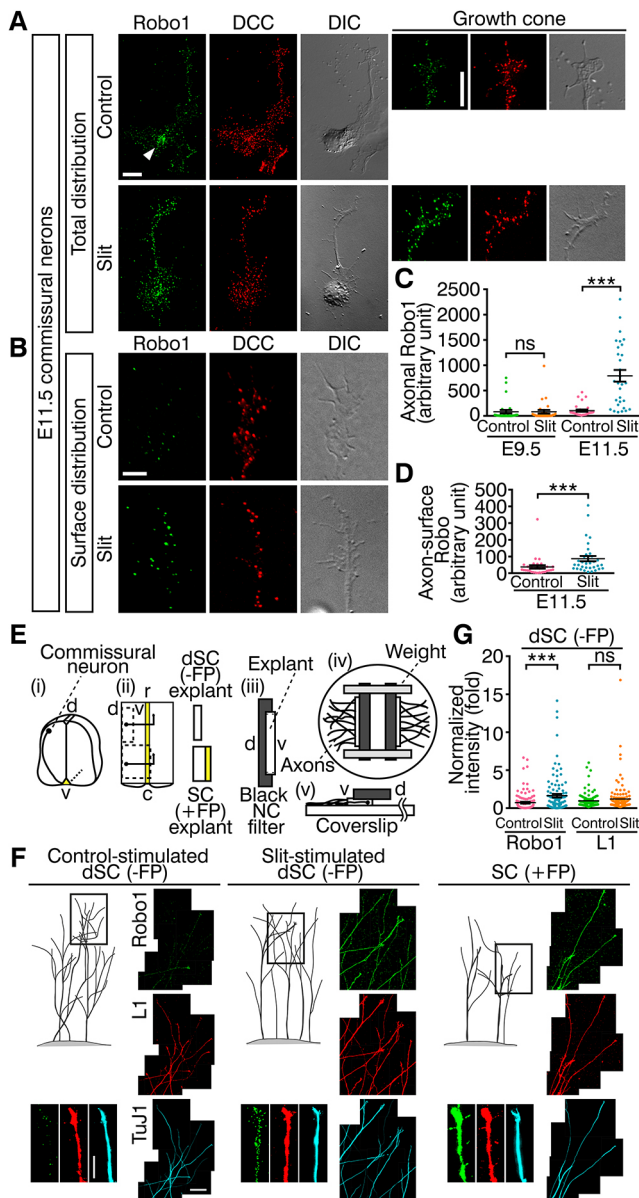 A
Robo1
DCC
DIC
Growth cone
E11.5 commissural nerons
Total distribution
Control
Slit
B
Robo1
DCC
DIC
Surface distribution
Control
Slit
C
Axonal Robo1
(arbitrary unit)
2500
2000
1500
1000
500
0
ns
***
Control Slit Control Slit
E9.5 E11.5
D
Axon-surface
Robo
(arbitrary unit)
500
400
300
200
100
0
***
Control Slit
E11.5
E
Commissural
neuron
(i)
d
v
(ii)
r
d v
c
dSC
(-FP)
explant
SC
(+FP)
explant
(iii)
Explant
d v
Black
NC
filter
(iv)
Weight
Axons
(v)
v d
Coverslip
G
dSC (-FP)
Normalized
intensity (fold)
20
15
10
5
0
***
ns
Control Slit Control Slit
Robo1 L1
F
Control-stimulated
dSC (-FP)
Slit-stimulated
dSC (-FP)
SC (+FP)
Robo1
L1
TuJ1